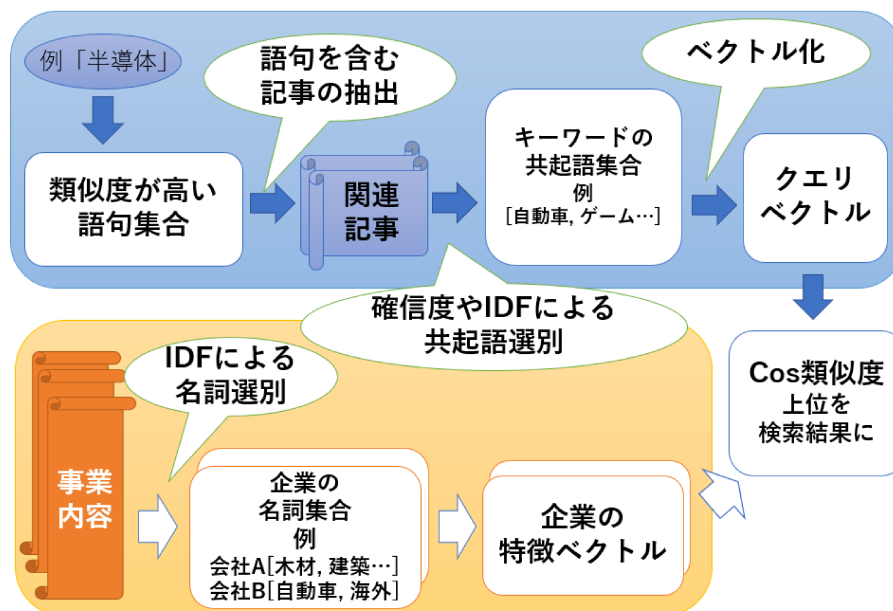 例「半導体」
語句を含む
記事の抽出
ベクトル化
類似度が高い
語句集合
関連
記事
キーワードの
共起語集合
例
[自動車, ゲーム…]
クエリ
ベクトル
確信度やIDFによる
共起語選別
IDFによる
名詞選別
Cos類似度
上位を
検索結果に
事業
内容
企業の
名詞集合
例
会社A[木材, 建築…]
会社B[自動車, 海外]
企業の
特徴ベクトル